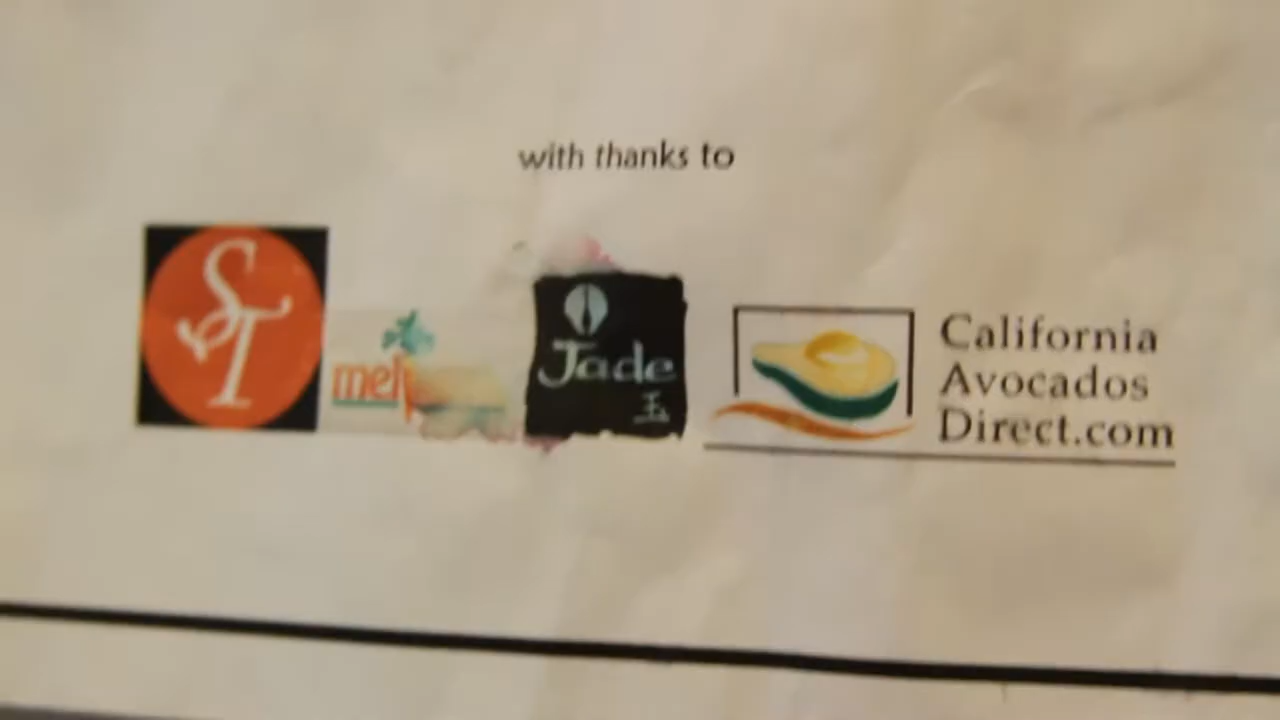 with thanks to
ST
Jade
玉
California
Avocados
Direct.com